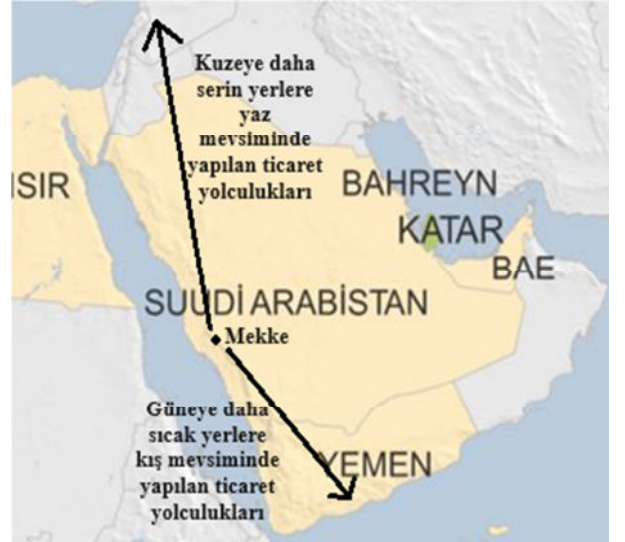 Kuzeye daha
serin yerlere
yaz
mevsiminde
yapılan ticaret
yolculukları
ISIR
BAHREYN
KATAR
BAE
SUUDİ ARABİSTAN
Mekke
Güneye daha
sıcak yerlere
kış mevsiminde
yapılan ticaret
yolculukları
YEMEN